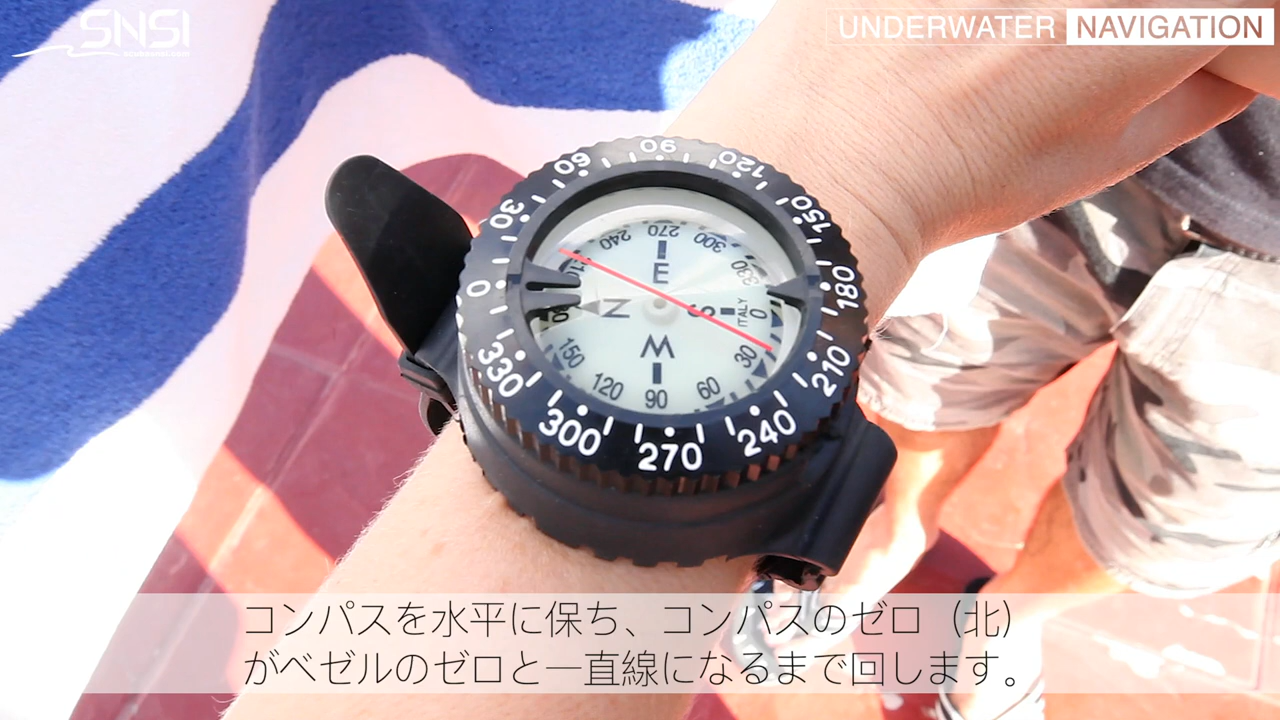 SNSI
UNDERWATER NAVIGATION
0 30 60 90 120 150 180 210 240 270 300 330
240 270 300 330 0 30 60 90 120 150
E
N
S
W
ITALY
コンパスを水平に保ち、コンパスのゼロ（北）
がベゼルのゼロと一直線になるまで回します。